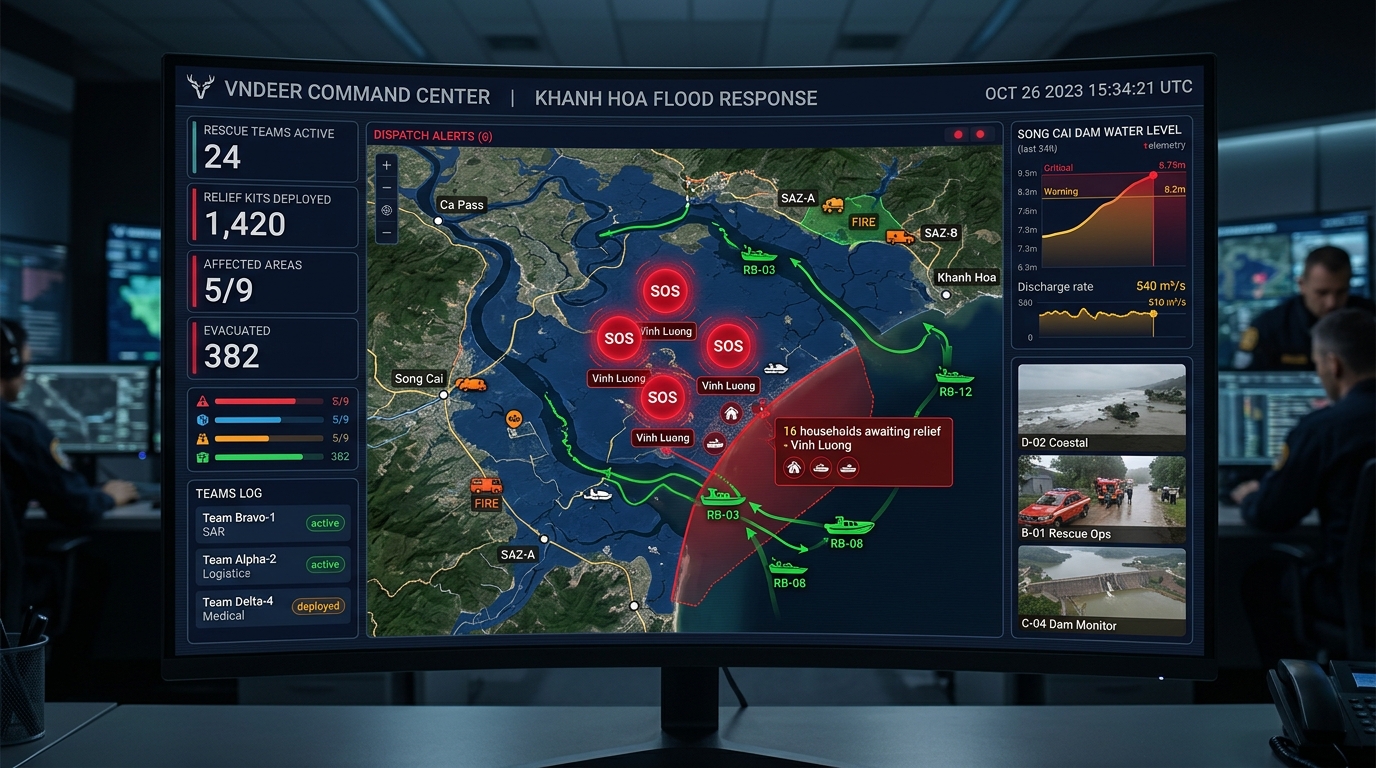 VNDEER COMMAND CENTER | KHANH HOA FLOOD RESPONSE
OCT 26 2023 15:34:21 UTC
RESCUE TEAMS ACTIVE
24
RELIEF KITS DEPLOYED
1,420
AFFECTED AREAS
5/9
EVACUATED
382
5/9
5/9
5/9
382
TEAMS LOG
Team Bravo-1
SAR
active
Team Alpha-2
Logistice
active
Team Delta-4
Medical
deployed
DISPATCH ALERTS
+
−
−
Ca Pass
SAZ-A
FIRE
SAZ-B
RB-03
Khanh Hoa
SOS
Vinh Luong
SOS
SOS
Vinh Luong
Vinh Luong
SOS
Vinh Luang
Song Cai
R8-12
16 households awaiting relief
- Vinh Luong
FIRE
RB-03
RB-08
SAZ-A
RB-08
SONG CAI DAM WATER LEVEL
(last 34h)
telemetry
9.5m
8.3m
7.6m
7.3m
7.3m
6.3m
Critical
8.75m
Warning
8.2m
Discharge rate
540 m³/s
510 m³/s
580
0
D-02 Coastal
B-01 Rescue Ops
C-04 Dam Monitor